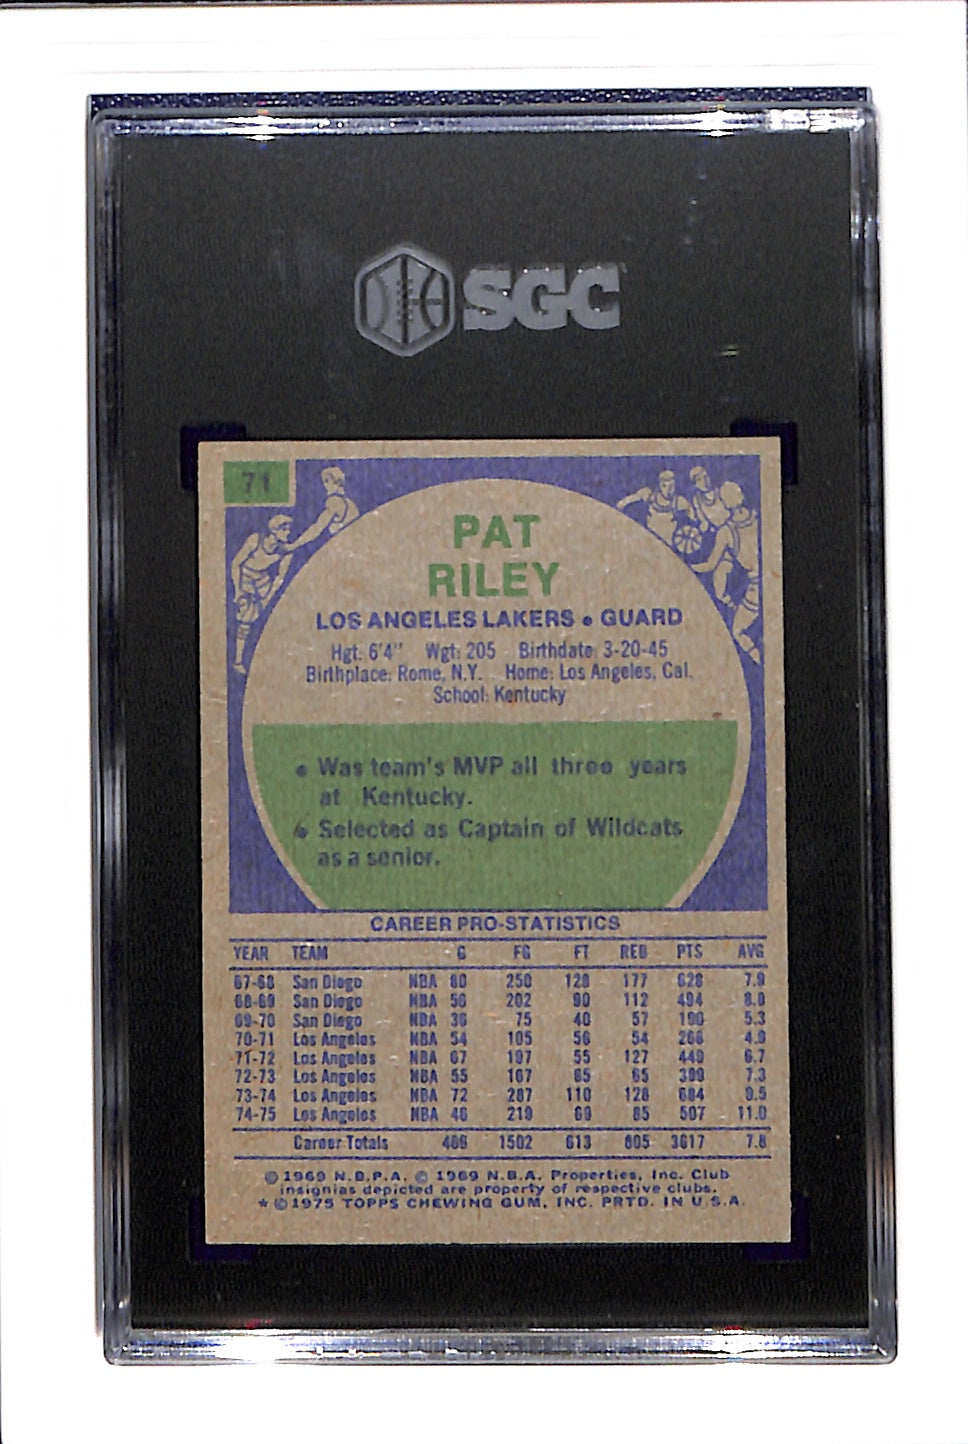 SGC
71
PAT
RILEY
LOS ANGELES LAKERS • GUARD
Hgt: 6'4" Wgt: 205 Birthdate: 3-20-45
Birthplace: Rome, N.Y. Home: Los Angeles, Cal.
School: Kentucky
• Was team's MVP all three years
at Kentucky.
• Selected as Captain of Wildcats
as a senior.
CAREER PRO-STATISTICS
YEAR TEAM G FG FT REB PTS AVG
67-68 San Diego NBA 80 250 128 177 628 7.9
68-69 San Diego NBA 56 202 90 112 494 8.8
69-70 San Diego NBA 36 75 40 57 190 5.3
70-71 Los Angeles NBA 54 105 56 54 266 4.9
71-72 Los Angeles NBA 67 197 55 127 449 6.7
72-73 Los Angeles NBA 55 167 65 65 399 7.3
73-74 Los Angeles NBA 72 287 110 128 684 9.5
74-75 Los Angeles NBA 46 219 69 85 507 11.0
Career Totals 466 1502 613 805 3617 7.8
© 1969 N.B.P.A. © 1969 N.B.A. Properties, Inc. Club
insignias depicted are property of respective clubs.
* © 1975 TOPPS CHEWING GUM, INC. PRTD. IN U.S.A.